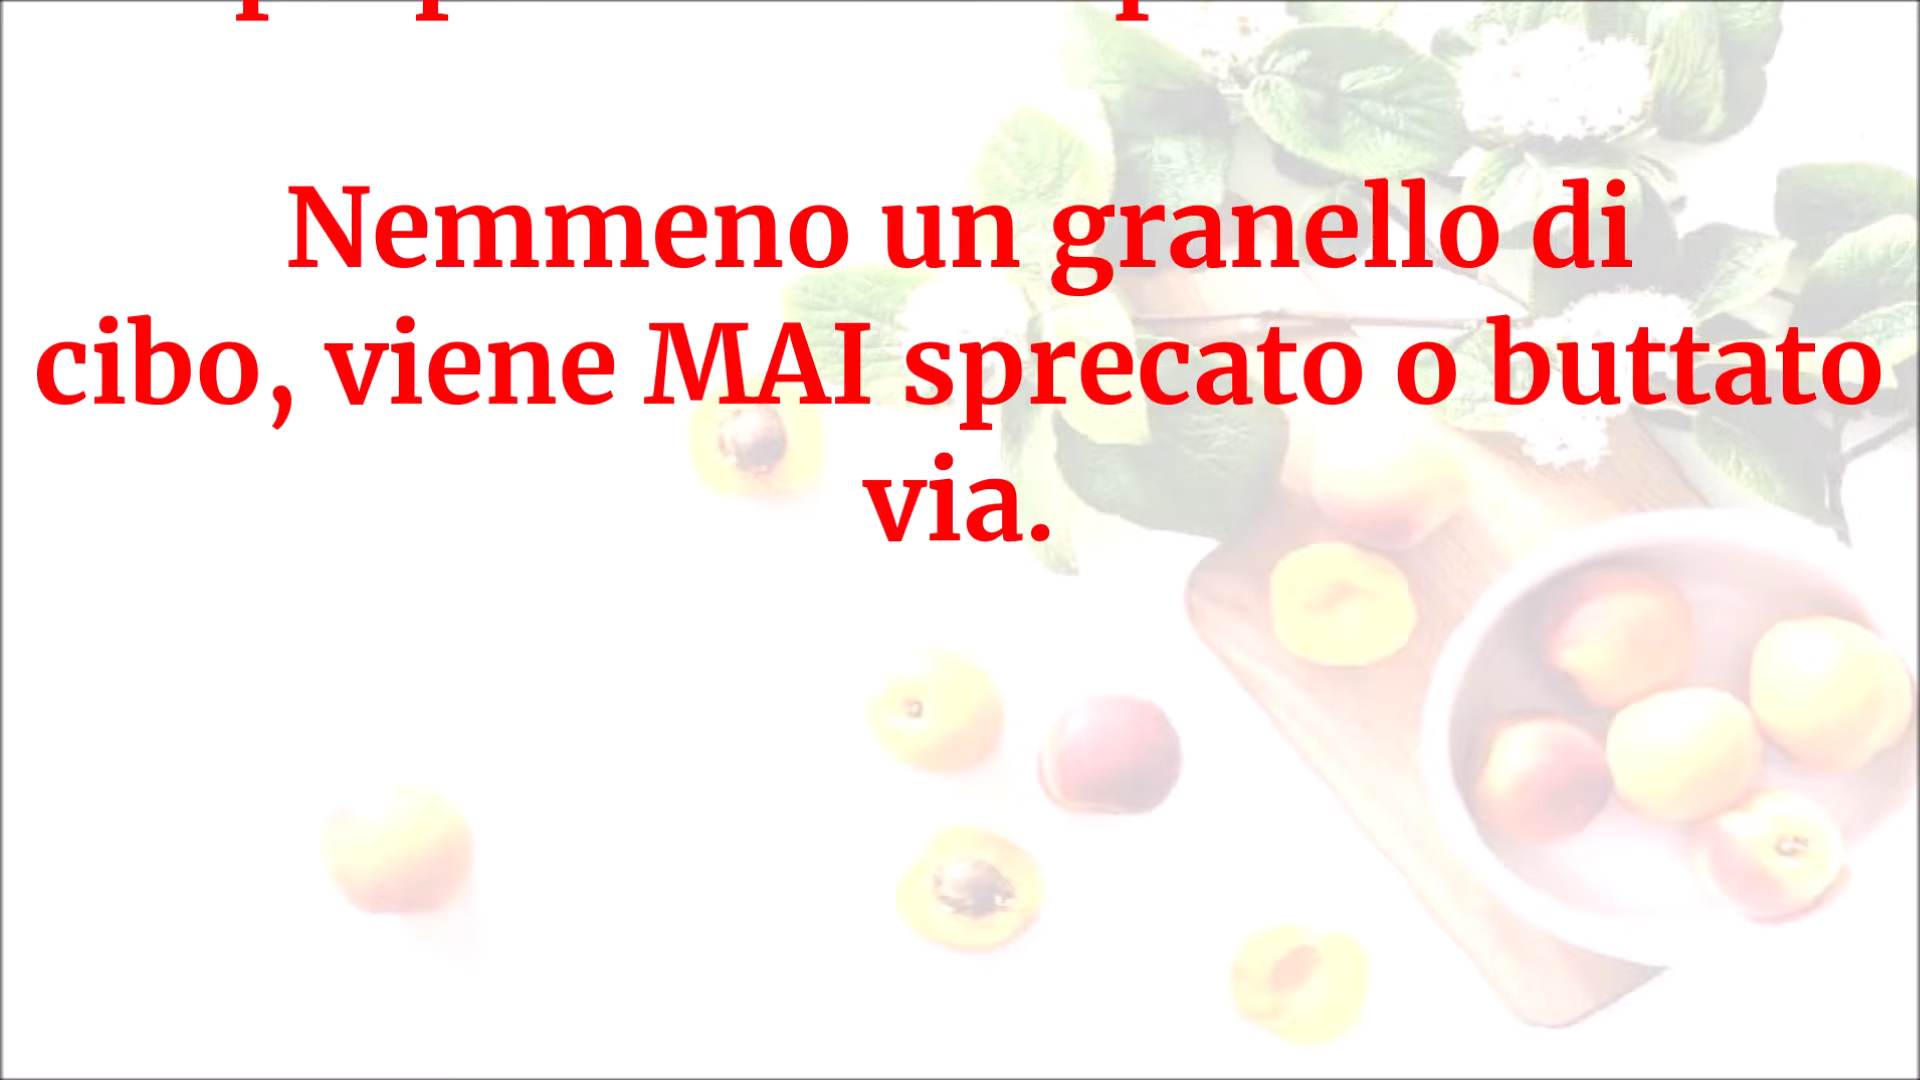 Nemmeno un granello di
cibo, viene MAI sprecato o buttato
via.